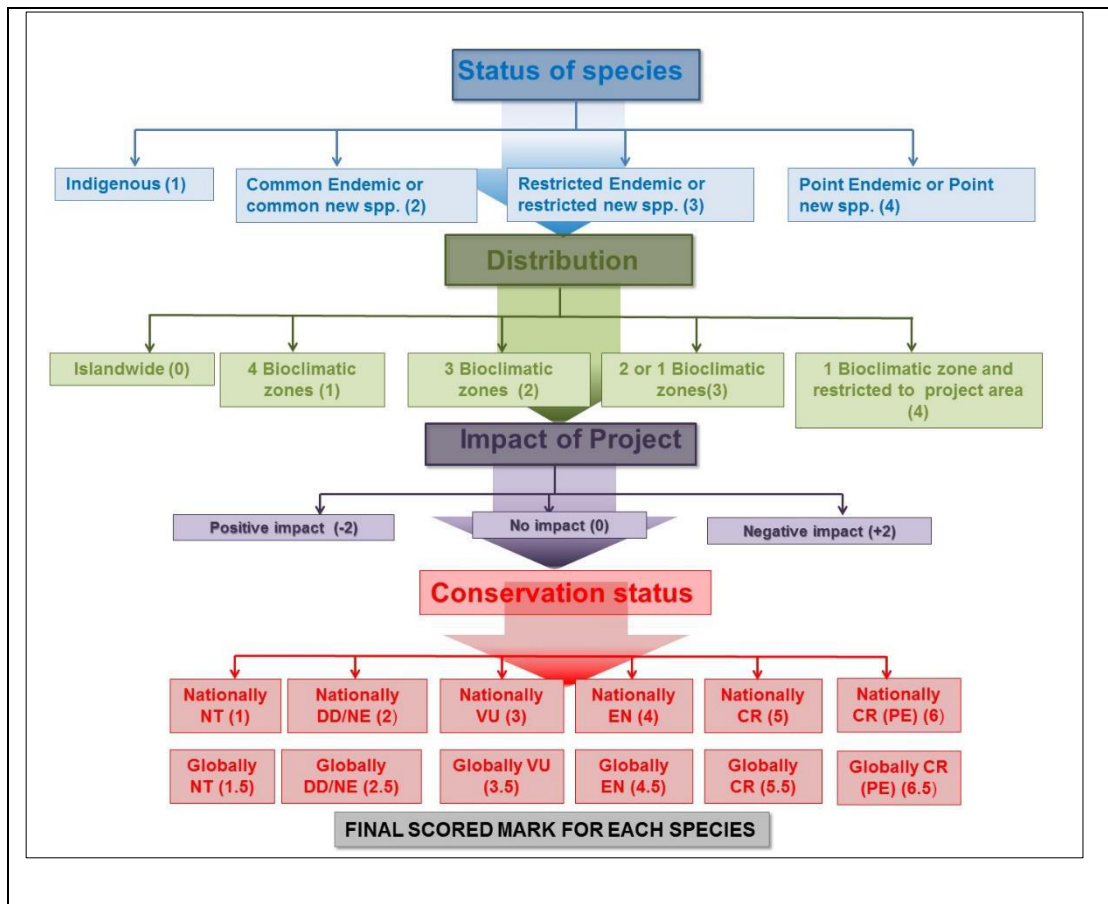 Status of species
Indigenous (1)
Common Endemic or
common new spp. (2)
Restricted Endemic or
restricted new spp. (3)
Point Endemic or Point
new spp. (4)
Distribution
Islandwide (0)
4 Bioclimatic
zones (1)
3 Bioclimatic
zones (2)
2 or 1 Bioclimatic
zones(3)
1 Bioclimatic zone and
restricted to project area
(4)
Impact of Project
Positive impact (-2)
No impact (0)
Negative impact (+2)
Conservation status
Nationally
NT (1)
Nationally
DD/NE (2)
Nationally
VU (3)
Nationally
EN (4)
Nationally
CR (5)
Nationally
CR (PE) (6)
Globally
NT (1.5)
Globally
DD/NE (2.5)
Globally VU
(3.5)
Globally
EN (4.5)
Globally
CR (5.5)
Globally CR
(PE) (6.5)
FINAL SCORED MARK FOR EACH SPECIES